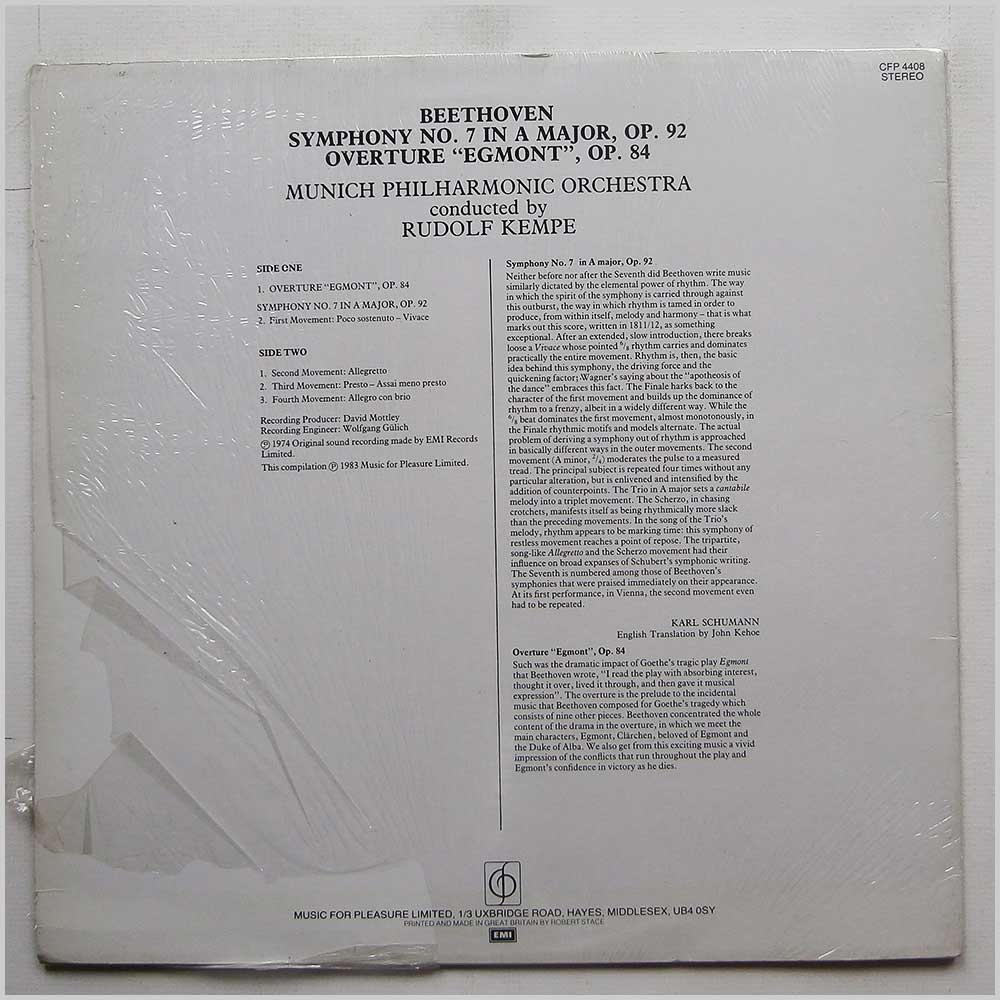 CFP 4408
STEREO
BEETHOVEN
SYMPHONY NO. 7 IN A MAJOR, OP. 92
OVERTURE “EGMONT”, OP. 84
MUNICH PHILHARMONIC ORCHESTRA
conducted by
RUDOLF KEMPE
SIDE ONE
1. OVERTURE “EGMONT”, OP. 84
SYMPHONY NO. 7 IN A MAJOR, OP. 92
2. First Movement: Poco sostenuto – Vivace
SIDE TWO
1. Second Movement: Allegretto
2. Third Movement: Presto – Assai meno presto
3. Fourth Movement: Allegro con brio
Recording Producer: David Mottley
Recording Engineer: Wolfgang Gülich
Ⓟ 1974 Original sound recording made by EMI Records
Limited.
This compilation Ⓟ 1983 Music for Pleasure Limited.
Symphony No. 7 in A major, Op. 92
Neither before nor after the Seventh did Beethoven write music
similarly dictated by the elemental power of rhythm. The way
in which the spirit of the symphony is carried through against
this outburst, the way in which rhythm is tamed in order to
produce, from within itself, melody and harmony – that is what
marks out this score, written in 1811/12, as something
exceptional. After an extended, slow introduction, there breaks
loose a Vivace whose pointed 6/8 rhythm carries and dominates
practically the entire movement. Rhythm is, then, the basic
idea behind this symphony, the driving force and the
quickening factor; Wagner's saying about the “apotheosis of
the dance” embraces this fact. The Finale harks back to the
character of the first movement and builds up the dominance of
rhythm to a frenzy, albeit in a widely different way. While the
6/8 beat dominates the first movement, almost monotonously, in
the Finale rhythmic motifs and models alternate. The actual
problem of deriving a symphony out of rhythm is approached
in basically different ways in the outer movements. The second
movement (A minor, 2/4) moderates the pulse to a measured
tread. The principal subject is repeated four times without any
particular alteration, but is enlivened and intensified by the
addition of counterpoints. The Trio in A major sets a cantabile
melody into a triplet movement. The Scherzo, in chasing
crotchets, manifests itself as being rhythmically more slack
than the preceding movements. In the song of the Trio's
melody, rhythm appears to be marking time: this symphony of
restless movement reaches a point of repose. The tripartite,
song-like Allegretto and the Scherzo movement had their
influence on broad expanses of Schubert's symphonic writing.
The Seventh is numbered among those of Beethoven's
symphonies that were praised immediately on their appearance.
At its first performance, in Vienna, the second movement even
had to be repeated.
KARL SCHUMANN
English Translation by John Kehoe
Overture “Egmont”, Op. 84
Such was the dramatic impact of Goethe's tragic play Egmont
that Beethoven wrote, “I read the play with absorbing interest,
thought it over, lived it through, and then gave it musical
expression”. The overture is the prelude to the incidental
music that Beethoven composed for Goethe's tragedy which
consists of nine other pieces. Beethoven concentrated the whole
content of the drama in the overture, in which we meet the
main characters, Egmont, Clärchen, beloved of Egmont and
the Duke of Alba. We also get from this exciting music a vivid
impression of the conflicts that run throughout the play and
Egmont's confidence in victory as he dies.
MUSIC FOR PLEASURE LIMITED, 1/3 UXBRIDGE ROAD, HAYES, MIDDLESEX, UB4 0SY
PRINTED AND MADE IN GREAT BRITAIN BY ROBERT STACE
EMI